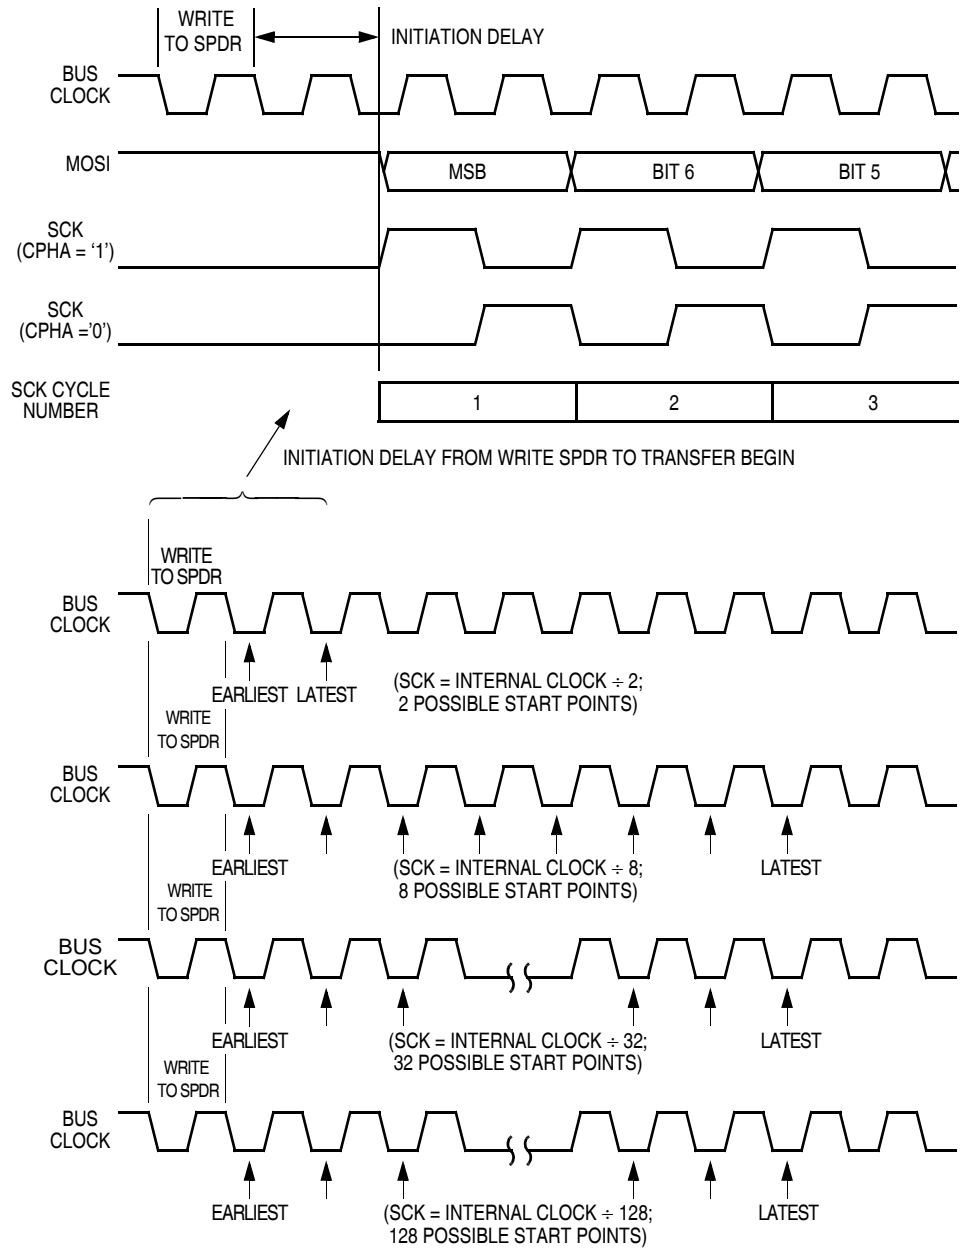 WRITE
TO SPDR
INITIATION DELAY
BUS
CLOCK
MOSI
MSB
BIT 6
BIT 5
SCK
(CPHA = ‘1’)
SCK
(CPHA =’0’)
SCK CYCLE
NUMBER
1
2
3
INITIATION DELAY FROM WRITE SPDR TO TRANSFER BEGIN
WRITE
TO SPDR
BUS
CLOCK
EARLIEST
LATEST
(SCK = INTERNAL CLOCK ÷ 2;
2 POSSIBLE START POINTS)
WRITE
TO SPDR
BUS
CLOCK
EARLIEST
(SCK = INTERNAL CLOCK ÷ 8;
8 POSSIBLE START POINTS)
LATEST
WRITE
TO SPDR
BUS
CLOCK
EARLIEST
(SCK = INTERNAL CLOCK ÷ 32;
32 POSSIBLE START POINTS)
LATEST
WRITE
TO SPDR
BUS
CLOCK
EARLIEST
(SCK = INTERNAL CLOCK ÷ 128;
128 POSSIBLE START POINTS)
LATEST